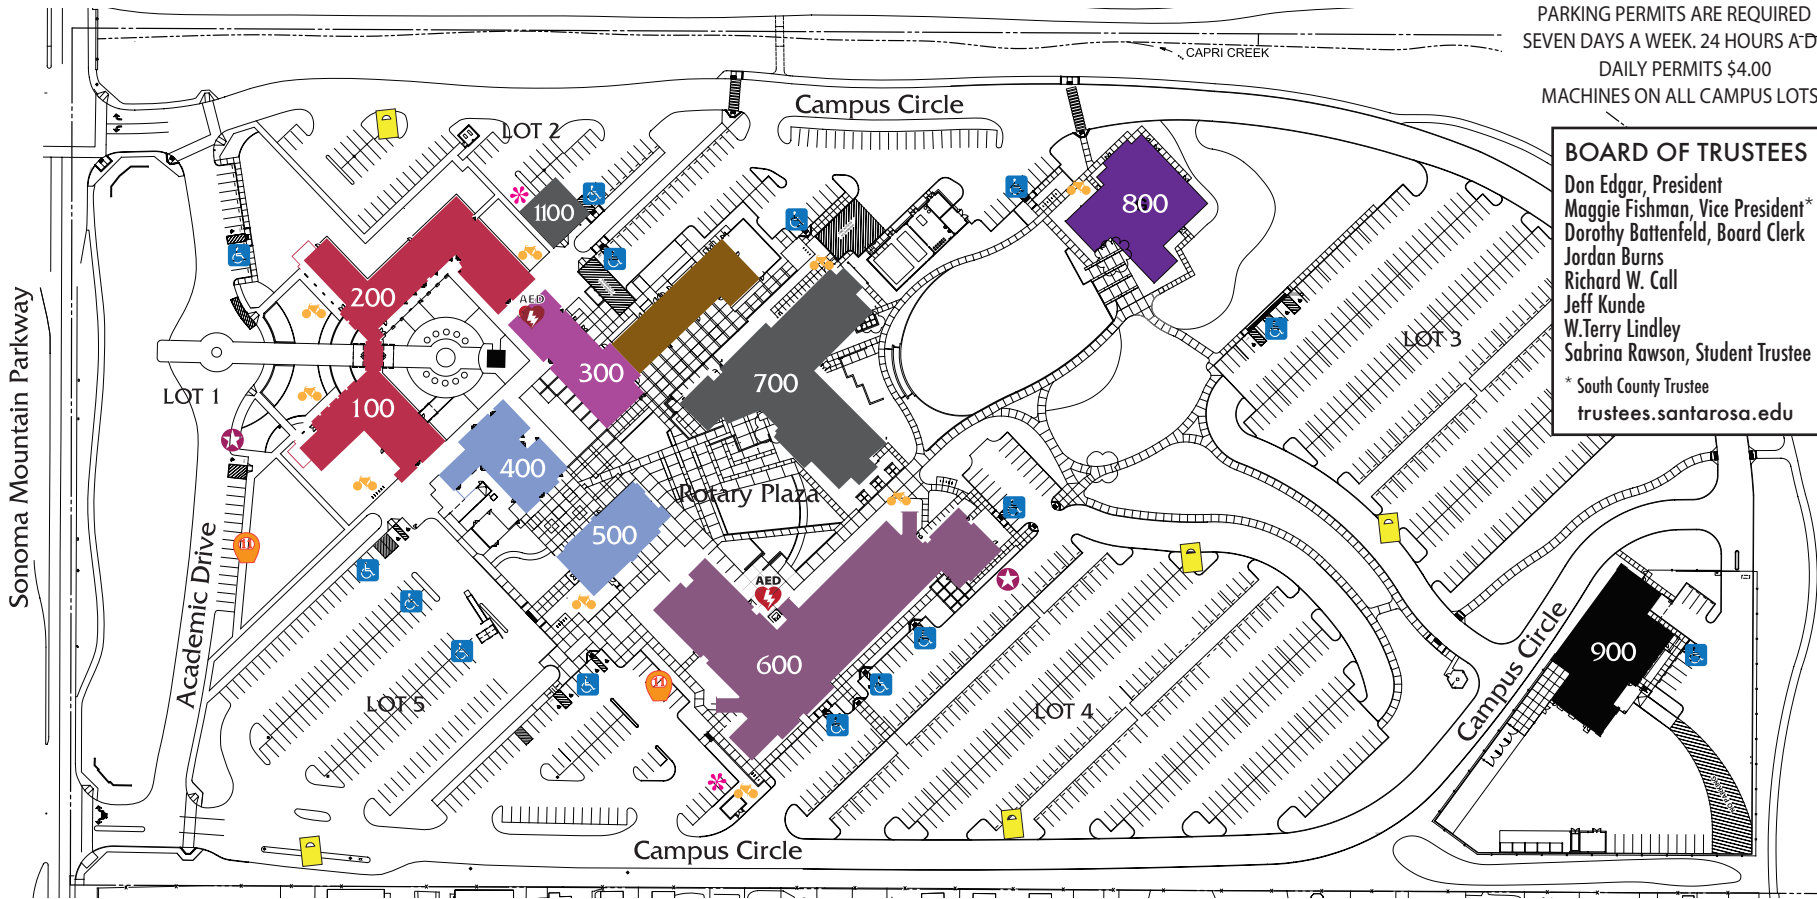 PARKING PERMITS ARE REQUIRED
SEVEN DAYS A WEEK. 24 HOURS A D
DAILY PERMITS $4.00
MACHINES ON ALL CAMPUS LOTS
CAPRI CREEK
Campus Circle
LOT 2
BOARD OF TRUSTEES
Don Edgar, President
Maggie Fishman, Vice President*
Dorothy Battenfeld, Board Clerk
Jordan Burns
Richard W. Call
Jeff Kunde
W.Terry Lindley
Sabrina Rawson, Student Trustee
* South County Trustee
trustees.santarosa.edu
1100
800
200
AED
300
700
LOT 3
LOT 1
100
400
Rotary Plaza
500
AED
600
900
Sonoma Mountain Parkway
Academic Drive
LOT 5
LOT 4
Campus Circle
Campus Circle